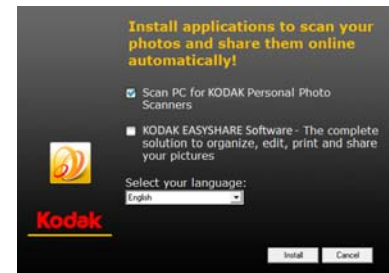 Install applications to scan your
photos and share them online
automatically!
Scan PC for KODAK Personal Photo
Scanners
KODAK EASYSHARE Software - The complete
solution to organize, edit, print and share
your pictures
Select your language:
English
Kodak
Install Cancel